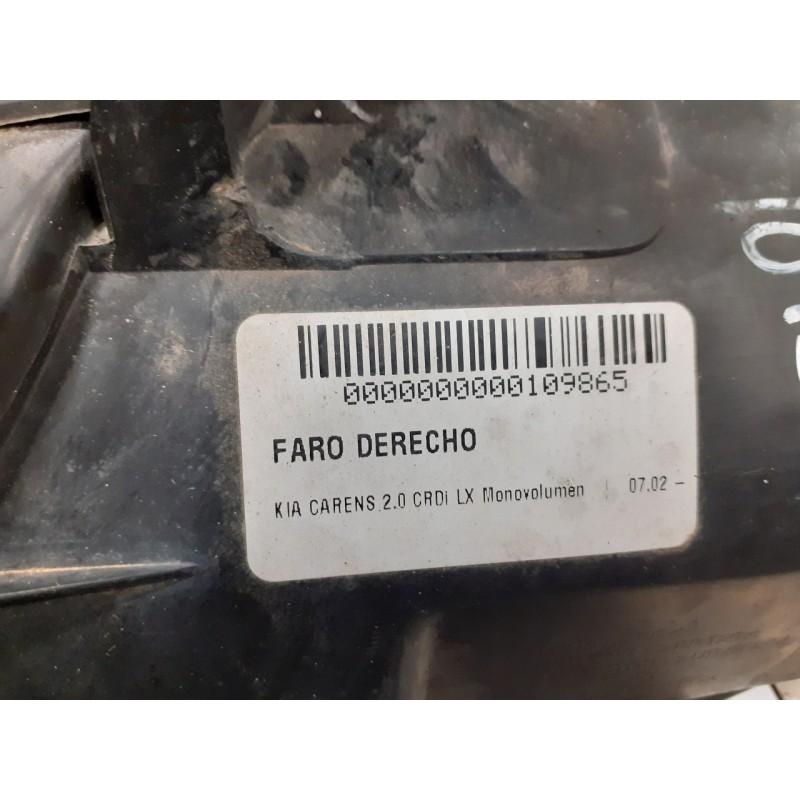 0000000000109865
FARO DERECHO
KIA CARENS 2.0 CRDi LX Monovolumen | 07.02 -